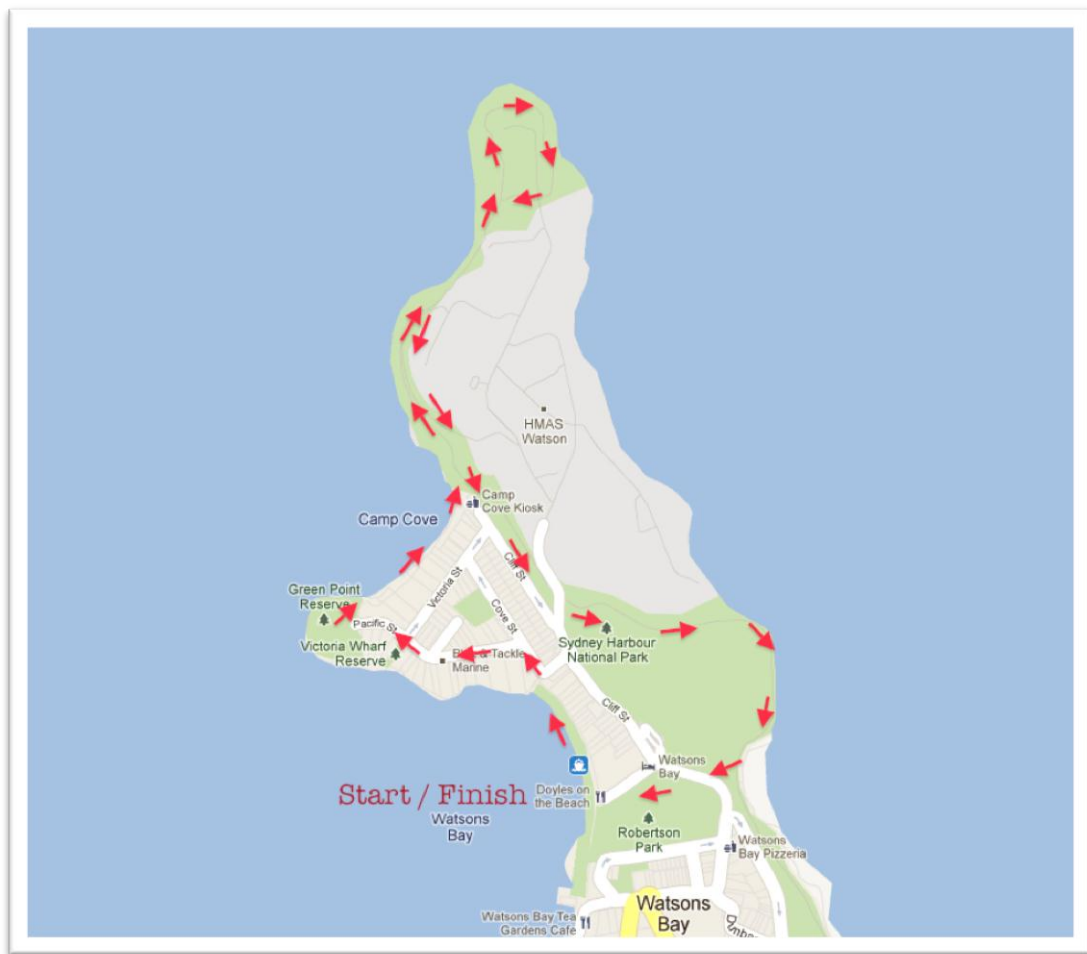 HMAS
Watson
Camp
Cove Kiosk
Camp Cove
Cliff St
Victoria St
Green Point
Reserve
Cove St
Pacific St
Victoria Wharf
Reserve
& Tackle
Marine
Sydney Harbour
National Park
Cliff St
Watsons
Bay
Start / Finish
Doyles on
the Beach
Watsons
Bay
Robertson
Park
Watsons
Bay Pizzeria
Watsons
Bay
Watsons Bay Tea
Gardens Cafe